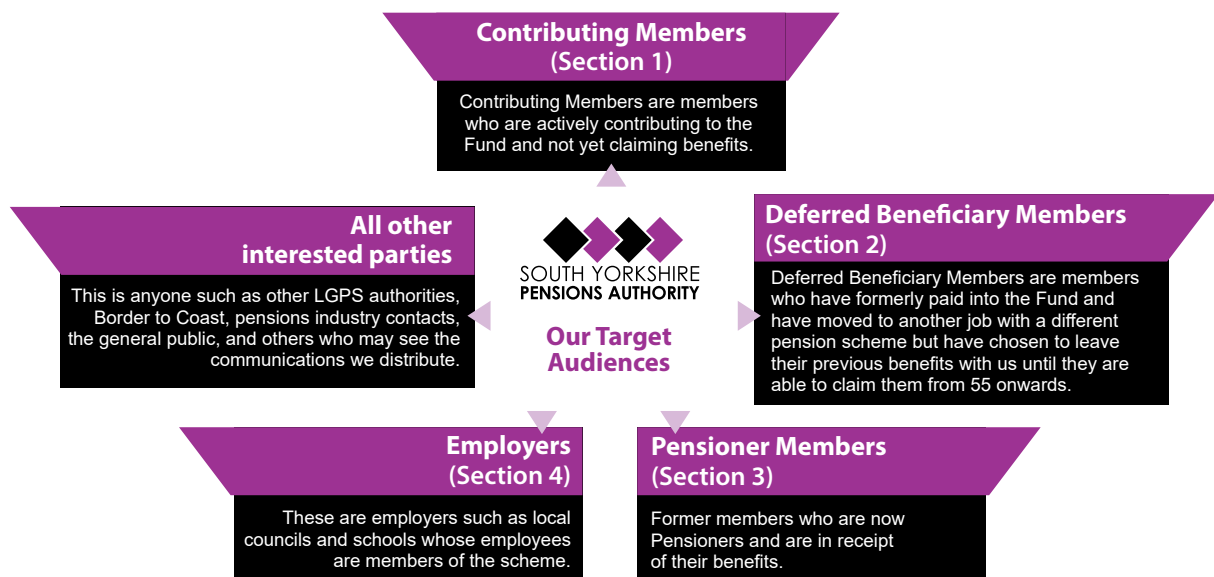 Contributing Members
(Section 1)
Contributing Members are members
who are actively contributing to the
Fund and not yet claiming benefits.
All other
interested parties
This is anyone such as other LGPS authorities,
Border to Coast, pensions industry contacts,
the general public, and others who may see the
communications we distribute.
SOUTH YORKSHIRE
PENSIONS AUTHORITY
Our Target
Audiences
Deferred Beneficiary Members
(Section 2)
Deferred Beneficiary Members are members
who have formerly paid into the Fund and
have moved to another job with a different
pension scheme but have chosen to leave
their previous benefits with us until they are
able to claim them from 55 onwards.
Employers
(Section 4)
These are employers such as local
councils and schools whose employees
are members of the scheme.
Pensioner Members
(Section 3)
Former members who are now
Pensioners and are in receipt
of their benefits.